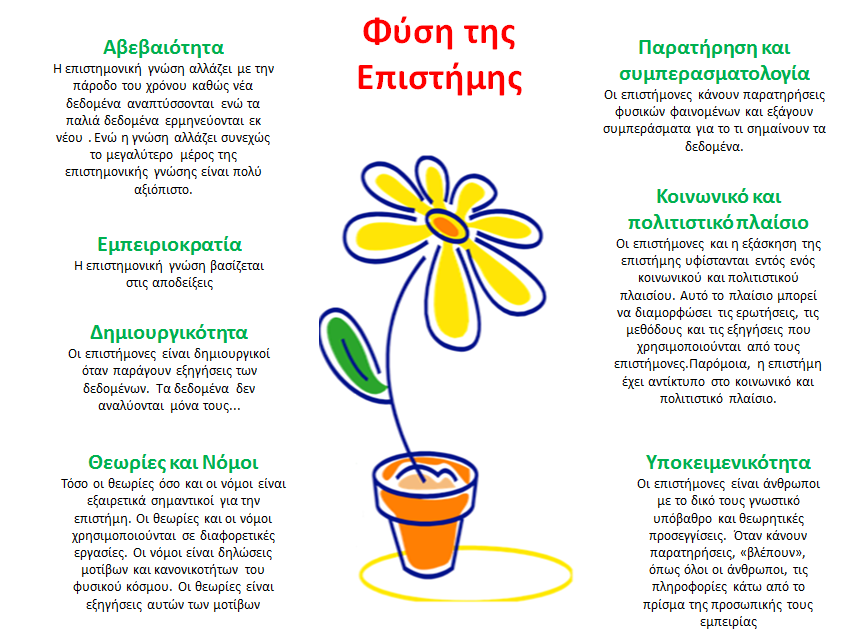 Φύση της
Επιστήμης
Αβεβαιότητα
Η επιστημονική γνώση αλλάζει με την
πάροδο του χρόνου καθώς νέα
δεδομένα αναπτύσσονται ενώ τα
παλιά δεδομένα ερμηνεύονται εκ
νέου . Ενώ η γνώση αλλάζει συνεχώς
το μεγαλύτερο μέρος της
επιστημονικής γνώσης είναι πολύ
αξιόπιστο.
Εμπειριοκρατία
Η επιστημονική γνώση βασίζεται
στις αποδείξεις
Δημιουργικότητα
Οι επιστήμονες είναι δημιουργικοί
όταν παράγουν εξηγήσεις των
δεδομένων. Τα δεδομένα δεν
αναλύονται μόνα τους...
Θεωρίες και Νόμοι
Τόσο οι θεωρίες όσο και οι νόμοι είναι
εξαιρετικά σημαντικοί για την
επιστήμη. Οι θεωρίες και οι νόμοι
χρησιμοποιούνται σε διαφορετικές
εργασίες. Οι νόμοι είναι δηλώσεις
μοτίβων και κανονικοτήτων του
φυσικού κόσμου. Οι θεωρίες είναι
εξηγήσεις αυτών των μοτίβων
Παρατήρηση και
συμπερασματολογία
Οι επιστήμονες κάνουν παρατηρήσεις
φυσικών φαινομένων και εξάγουν
συμπεράσματα για το τι σημαίνουν τα
δεδομένα.
Κοινωνικό και
πολιτιστικό πλαίσιο
Οι επιστήμονες και η εξάσκηση της
επιστήμης υφίστανται εντός ενός
κοινωνικού και πολιτιστικού
πλαισίου. Αυτό το πλαίσιο μπορεί
να διαμορφώσει τις ερωτήσεις, τις
μεθόδους και τις εξηγήσεις που
χρησιμοποιούνται από τους
επιστήμονες.Παρόμοια, η επιστήμη
έχει αντίκτυπο στο κοινωνικό και
πολιτιστικό πλαίσιο.
Υποκειμενικότητα
Οι επιστήμονες είναι άνθρωποι
με το δικό τους γνωστικό
υπόβαθρο και θεωρητικές
προσεγγίσεις. Όταν κάνουν
παρατηρήσεις, «βλέπουν»,
όπως όλοι οι άνθρωποι, τις
πληροφορίες κάτω από το
πρίσμα της προσωπικής τους
εμπειρίας